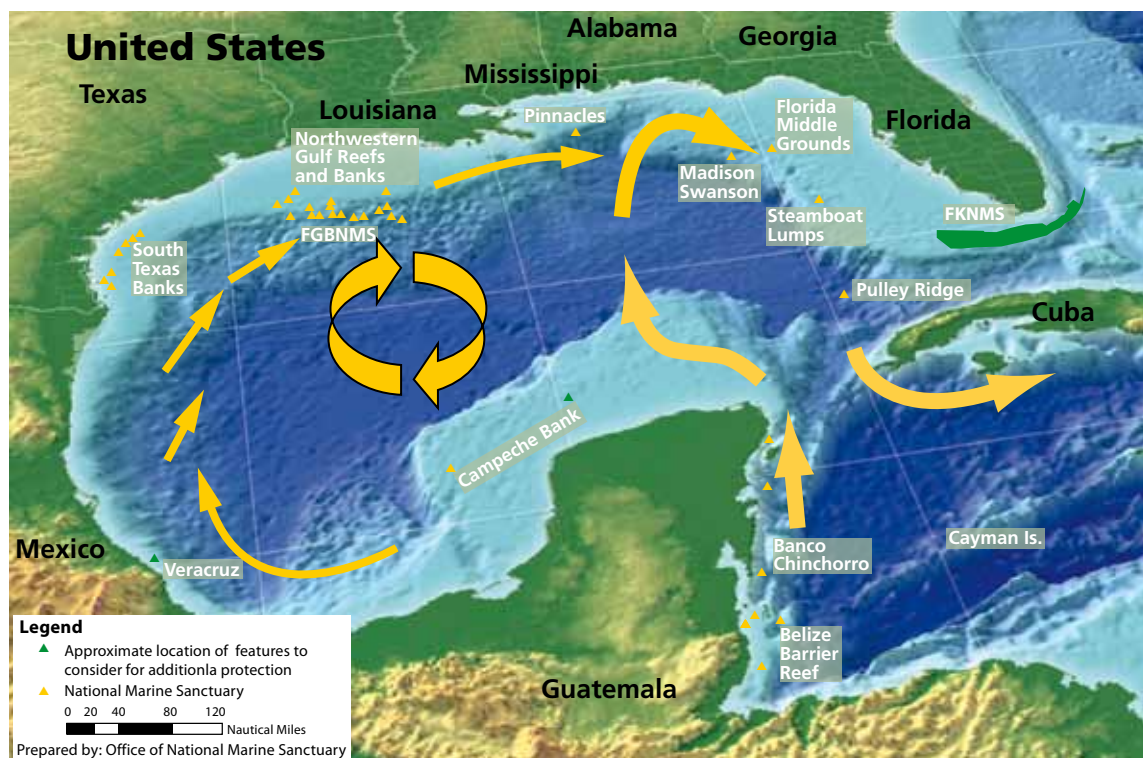 United States
Texas
Alabama
Georgia
Mississippi
Louisiana
Florida
Pinnacles
Northwestern
Gulf Reefs
and Banks
Florida
Middle
Grounds
Madison
Swanson
Steamboat
Lumps
FKNMS
FGBNMS
South
Texas
Banks
Pulley Ridge
Cuba
Campeche Bank
Mexico
Veracruz
Banco
Chinchorro
Cayman Is.
Belize
Barrier
Reef
Guatemala
Legend
Approximate location of features to
consider for additionla protection
National Marine Sanctuary
0 20 40 80 120
Nautical Miles
Prepared by: Office of National Marine Sanctuary